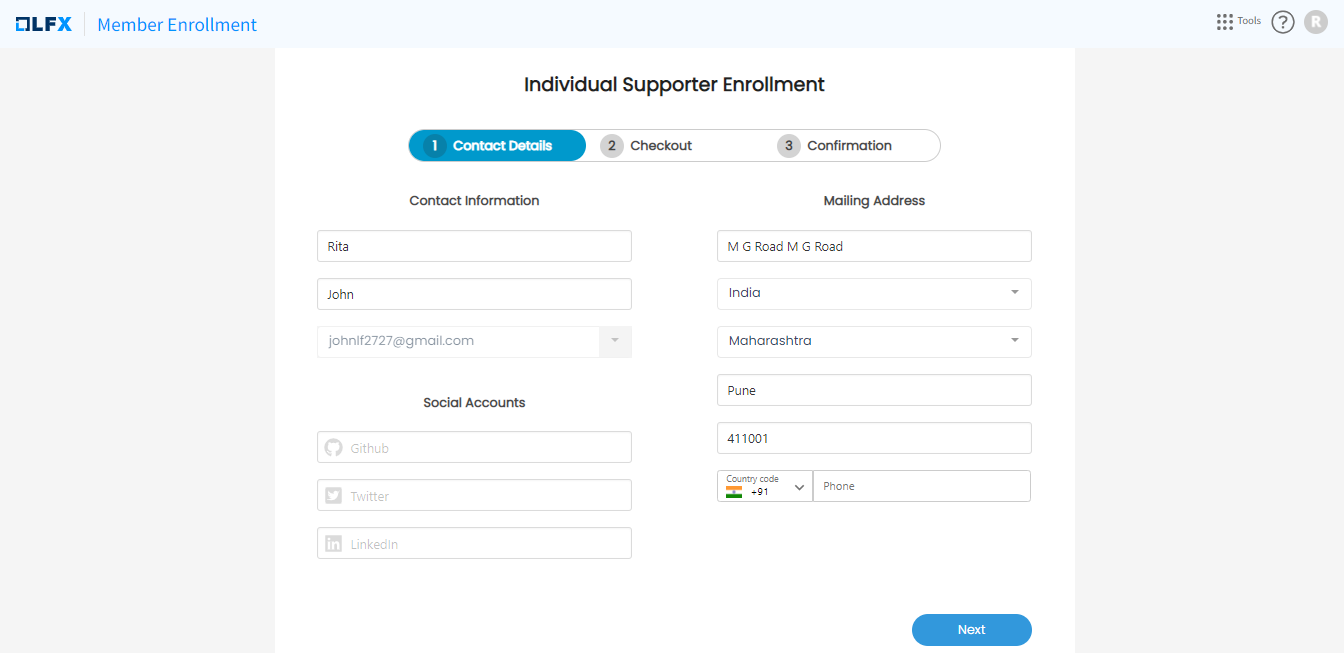 LFX Member Enrollment
Tools ? R
Individual Supporter Enrollment
1 Contact Details 2 Checkout 3 Confirmation
Contact Information
Rita
John
johnlf2727@gmail.com
Social Accounts
Github
Twitter
LinkedIn
Mailing Address
M G Road M G Road
India
Maharashtra
Pune
411001
Country code
+91 Phone
Next